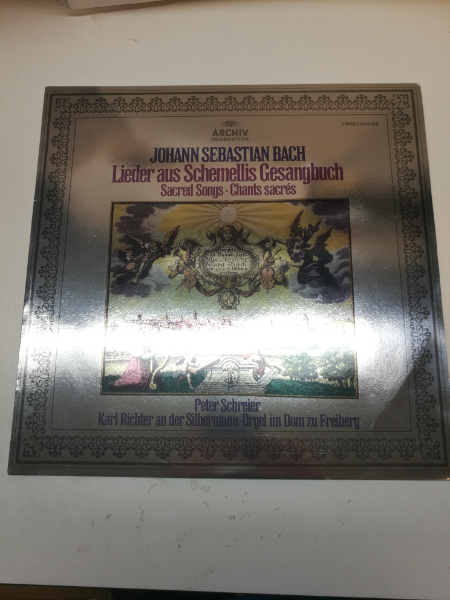 ARCHIV
PRODUKTION
JOHANN SEBASTIAN BACH
Lieder aus Schemellis Gesangbuch
Sacred Songs · Chants sacrés
Peter Schreier
Karl Richter an der Silbermann-Orgel im Dom zu Freiberg